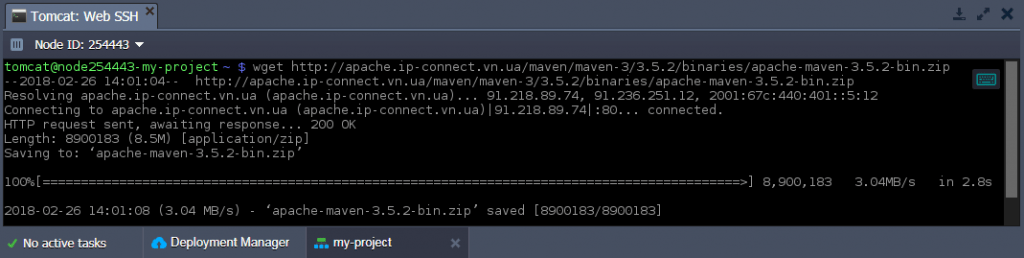 Tomcat: Web SSH
Node ID: 254443
tomcat@node254443-my-project ~ $ wget http://apache.ip-connect.vn.ua/maven/maven-3/3.5.2/binaries/apache-maven-3.5.2-bin.zip
--2018-02-26 14:01:04--  http://apache.ip-connect.vn.ua/maven/maven-3/3.5.2/binaries/apache-maven-3.5.2-bin.zip
Resolving apache.ip-connect.vn.ua (apache.ip-connect.vn.ua)... 91.218.89.74, 91.236.251.12, 2001:67c:440:401::5:12
Connecting to apache.ip-connect.vn.ua (apache.ip-connect.vn.ua)|91.218.89.74|:80... connected.
HTTP request sent, awaiting response... 200 OK
Length: 8900183 (8.5M) [application/zip]
Saving to: ‘apache-maven-3.5.2-bin.zip’
100%[==========================================================================================>] 8,900,183   3.04MB/s   in 2.8s
2018-02-26 14:01:08 (3.04 MB/s) - ‘apache-maven-3.5.2-bin.zip’ saved [8900183/8900183]
No active tasks
Deployment Manager
my-project